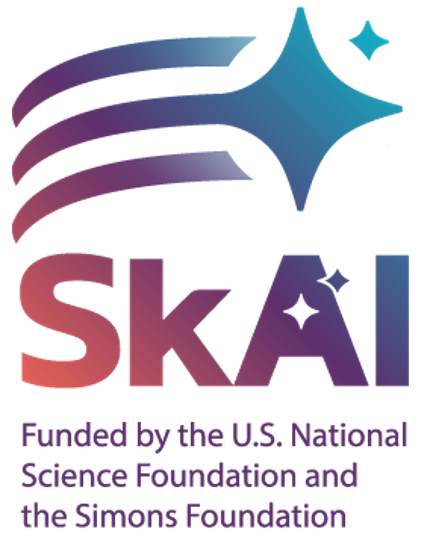 SkAI
Funded by the U.S. National
Science Foundation and
the Simons Foundation